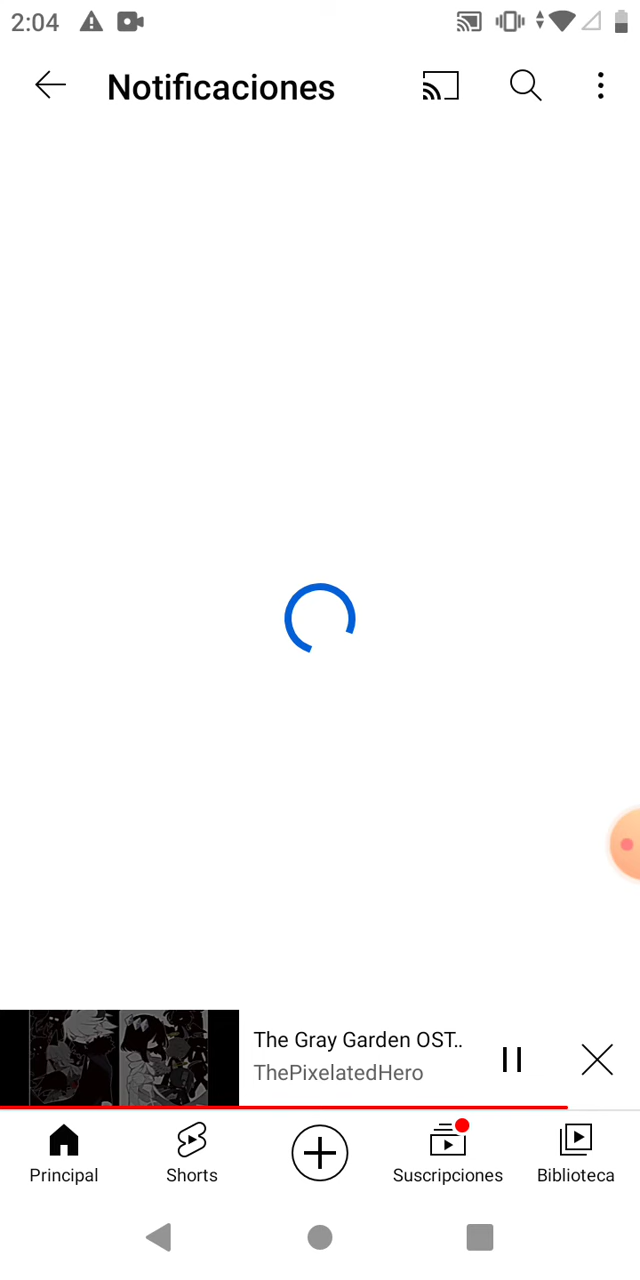 2:04
Notificaciones
The Gray Garden OST..
ThePixelatedHero
Principal
Shorts
Suscripciones
Biblioteca